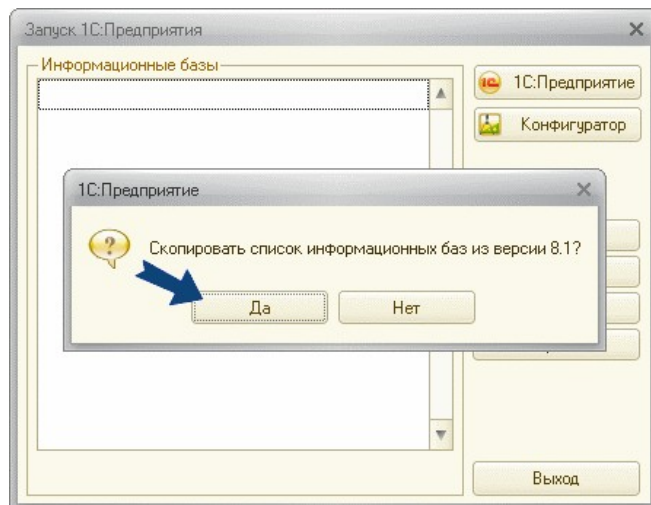 Запуск 1С:Предприятия
Информационные базы
1С:Предприятие
Конфигуратор
1С:Предприятие
Скопировать список информационных баз из версии 8.1?
Да
Нет
Выход